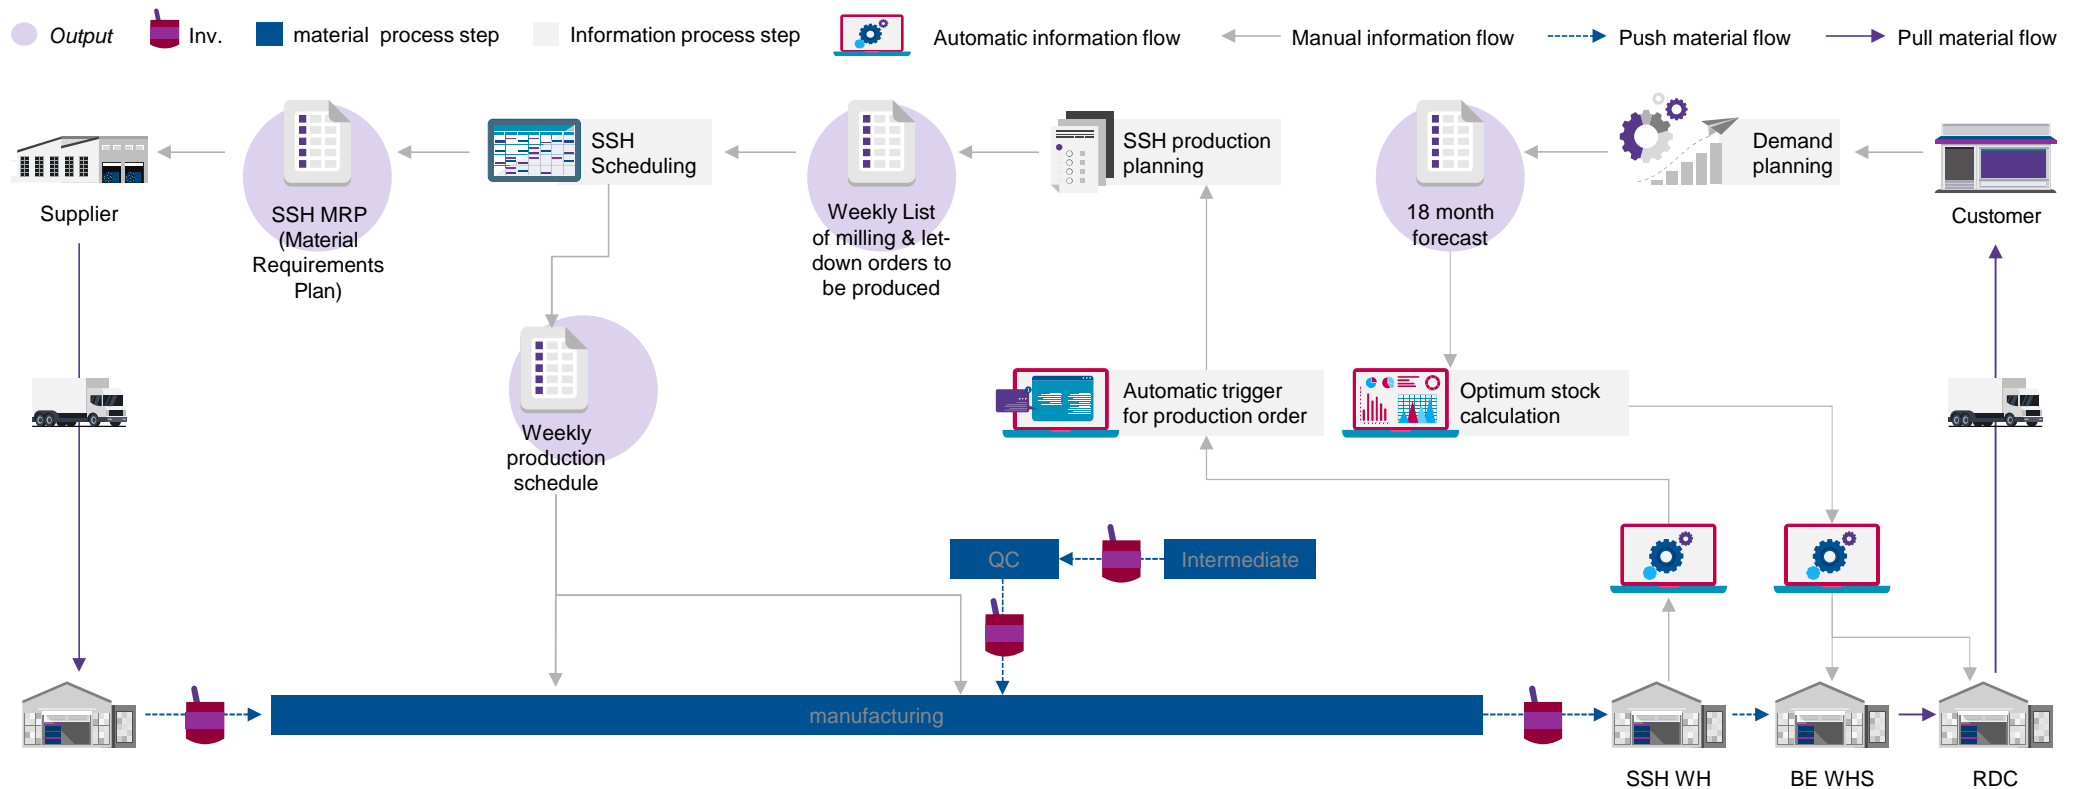 Output
Inv.
material process step
Information process step
Automatic information flow
Manual information flow
Push material flow
Pull material flow
Supplier
SSH MRP
(Material
Requirements
Plan)
SSH
Scheduling
Weekly List
of milling & let-
down orders to
be produced
SSH production
planning
18 month
forecast
Demand
planning
Customer
Weekly
production
schedule
Automatic trigger
for production order
Optimum stock
calculation
QC
Intermediate
manufacturing
SSH WH
BE WHS
RDC